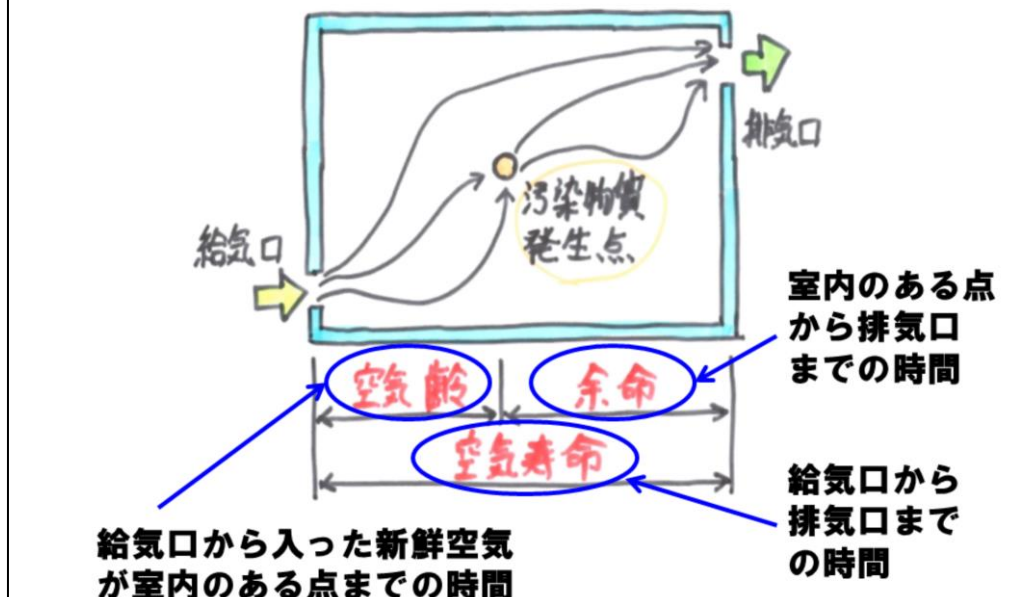 排気口
汚染物質
発生点
給気口
室内のある点
から排気口
までの時間
空気齢
余命
空気寿命
給気口から
排気口まで
の時間
給気口から入った新鮮空気
が室内のある点までの時間